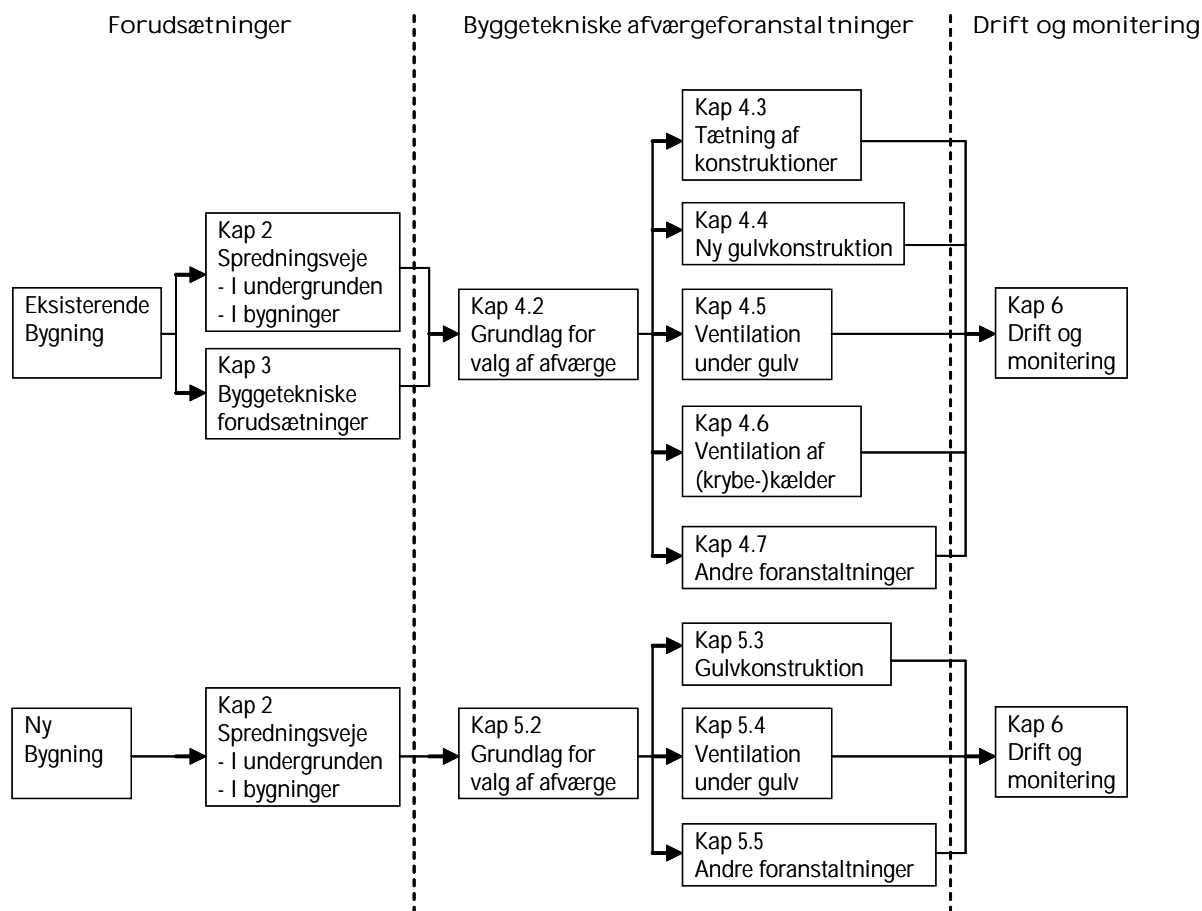 Forudsætninger
Byggetekniske afværgeforanstaltninger
Drift og monitering
Eksisterende
Bygning
Kap 2
Spredningsveje
- I undergrunden
- I bygninger
Kap 3
Byggetekniske
forudsætninger
Kap 4.2
Grundlag for
valg af afværge
Kap 4.3
Tætning af
konstruktioner
Kap 4.4
Ny gulvkonstruktion
Kap 4.5
Ventilation
under gulv
Kap 4.6
Ventilation af
(krybe-)kælder
Kap 4.7
Andre foranstaltninger
Kap 6
Drift og
monitering
Ny
Bygning
Kap 2
Spredningsveje
- I undergrunden
- I bygninger
Kap 5.2
Grundlag for
valg af afværge
Kap 5.3
Gulvkonstruktion
Kap 5.4
Ventilation
under gulv
Kap 5.5
Andre foranstaltninger
Kap 6
Drift og
monitering